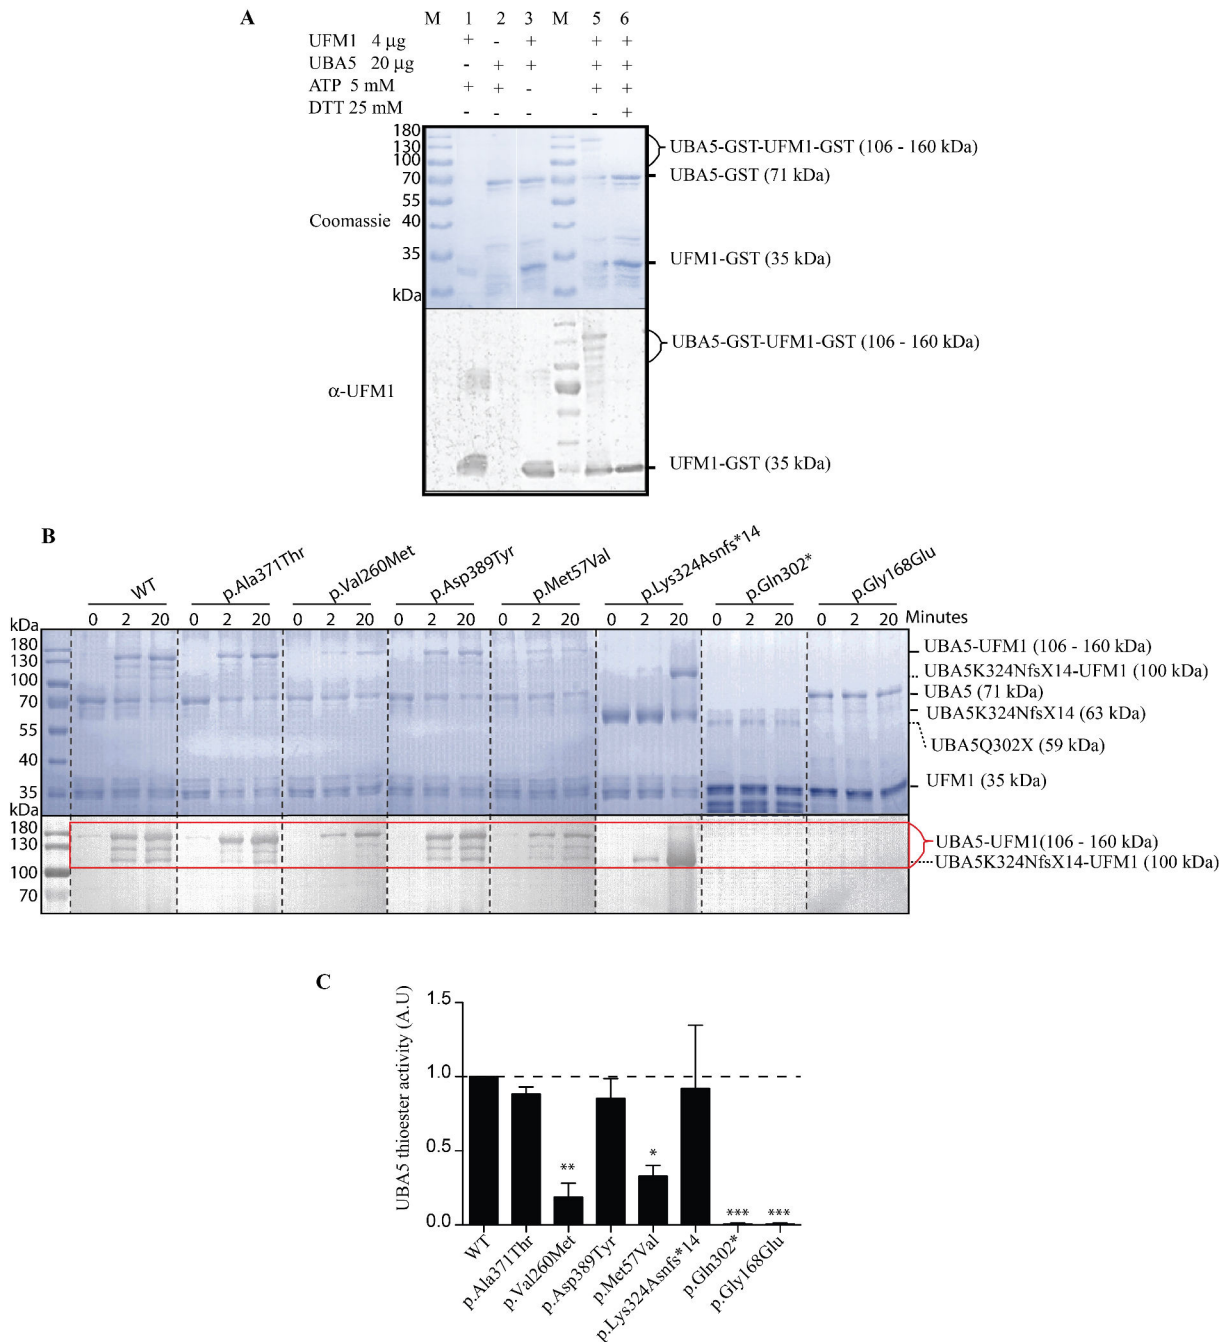 A
M 1 2 3 M 5 6
UFM1 4 µg + - + + +
UBA5 20 µg - + + + +
ATP 5 mM + + - + +
DTT 25 mM - - - - +
180
130
100
70
55
40
35
kDa
Coomassie
UBA5-GST-UFM1-GST (106 - 160 kDa)
UBA5-GST (71 kDa)
UFM1-GST (35 kDa)
α-UFM1
UBA5-GST-UFM1-GST (106 - 160 kDa)
UFM1-GST (35 kDa)
B
WT p.Ala371Thr p.Val260Met p.Asp389Tyr p.Met57Val p.Lys324Asnfs*14 p.Gln302* p.Gly168Glu
kDa 0 2 20 0 2 20 0 2 20 0 2 20 0 2 20 0 2 20 0 2 20 0 2 20 Minutes
180
130
100
70
55
40
35
kDa
UBA5-UFM1 (106 - 160 kDa)
UBA5K324NfsX14-UFM1 (100 kDa)
UBA5 (71 kDa)
UBA5K324NfsX14 (63 kDa)
UBA5Q302X (59 kDa)
UFM1 (35 kDa)
180
130
100
70
UBA5-UFM1(106 - 160 kDa)
UBA5K324NfsX14-UFM1 (100 kDa)
C
UBA5 thioester activity (A.U)
1.5
1.0
0.5
0.0
** * *** ***
WT p.Ala371Thr p.Val260Met p.Asp389Tyr p.Met57Val p.Lys324Asnfs*14 p.Gln302* p.Gly168Glu